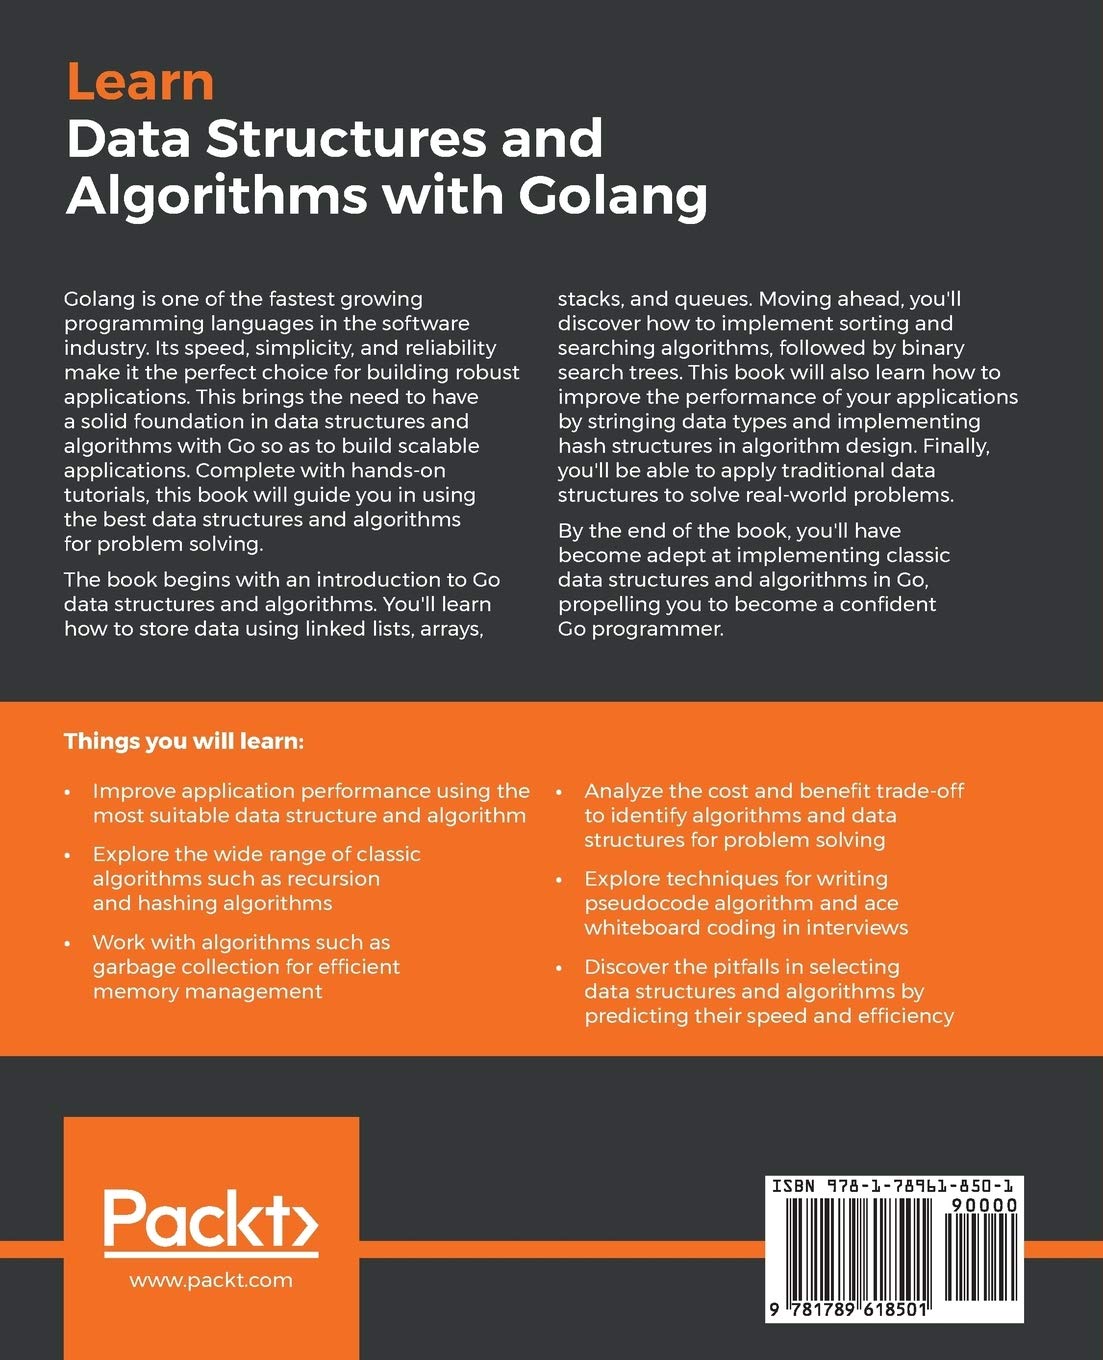 Learn
Data Structures and
Algorithms with Golang
Golang is one of the fastest growing
programming languages in the software
industry. Its speed, simplicity, and reliability
make it the perfect choice for building robust
applications. This brings the need to have
a solid foundation in data structures and
algorithms with Go so as to build scalable
applications. Complete with hands-on
tutorials, this book will guide you in using
the best data structures and algorithms
for problem solving.
The book begins with an introduction to Go
data structures and algorithms. You'll learn
how to store data using linked lists, arrays,
stacks, and queues. Moving ahead, you'll
discover how to implement sorting and
searching algorithms, followed by binary
search trees. This book will also learn how to
improve the performance of your applications
by stringing data types and implementing
hash structures in algorithm design. Finally,
you'll be able to apply traditional data
structures to solve real-world problems.
By the end of the book, you'll have
become adept at implementing classic
data structures and algorithms in Go,
propelling you to become a confident
Go programmer.
Things you will learn:
• Improve application performance using the
most suitable data structure and algorithm
• Explore the wide range of classic
algorithms such as recursion
and hashing algorithms
• Work with algorithms such as
garbage collection for efficient
memory management
• Analyze the cost and benefit trade-off
to identify algorithms and data
structures for problem solving
• Explore techniques for writing
pseudocode algorithm and ace
whiteboard coding in interviews
• Discover the pitfalls in selecting
data structures and algorithms by
predicting their speed and efficiency
Packt>
www.packt.com
ISBN 978-1-78961-850-1
90000
9 781789 618501